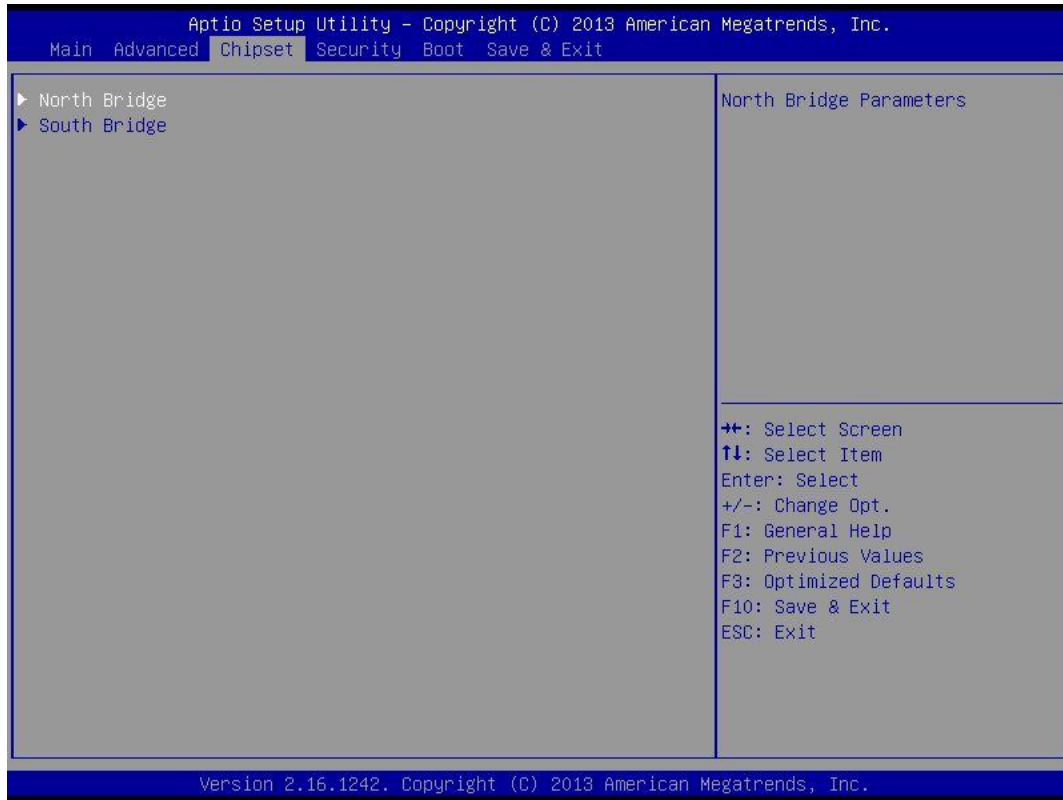 Aptio Setup Utility – Copyright (C) 2013 American Megatrends, Inc.
Main Advanced Chipset Security Boot Save & Exit
▶ North Bridge
▶ South Bridge
North Bridge Parameters
→←: Select Screen
↑↓: Select Item
Enter: Select
+/-: Change Opt.
F1: General Help
F2: Previous Values
F3: Optimized Defaults
F10: Save & Exit
ESC: Exit
Version 2.16.1242. Copyright (C) 2013 American Megatrends, Inc.